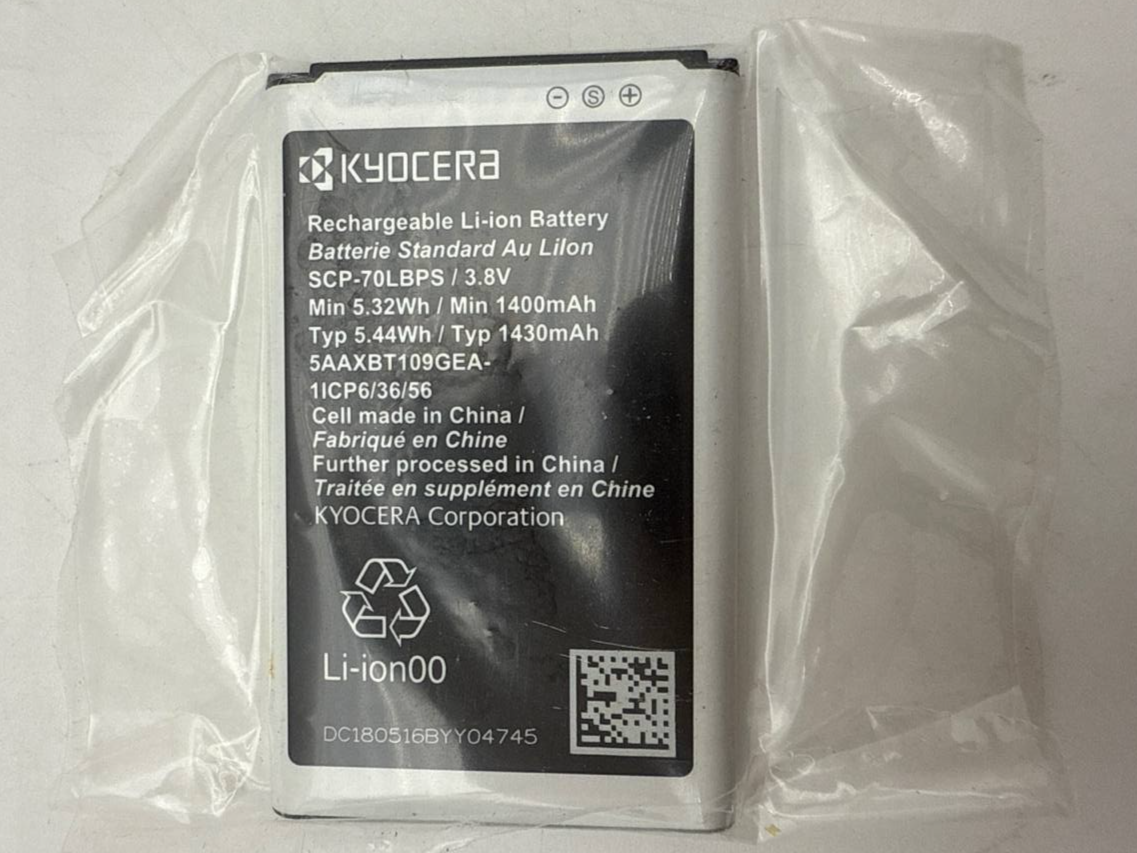 ⊖ Ⓢ ⊕
KYOCERA
Rechargeable Li-ion Battery
Batterie Standard Au LiIon
SCP-70LBPS / 3.8V
Min 5.32Wh / Min 1400mAh
Typ 5.44Wh / Typ 1430mAh
5AAXBT109GEA-
1ICP6/36/56
Cell made in China /
Fabriqué en Chine
Further processed in China /
Traitée en supplément en Chine
KYOCERA Corporation
Li-ion00
DC180516BYY04745